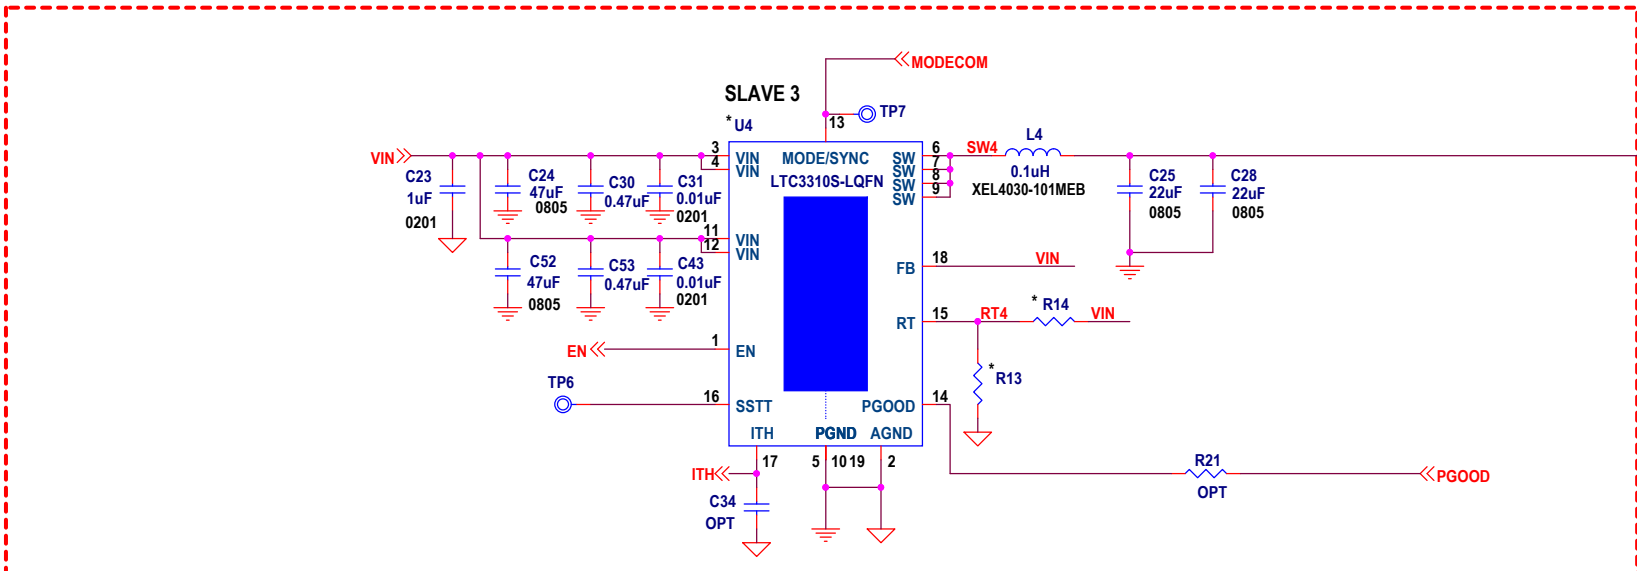 MODECOM
SLAVE 3
* U4
13
TP7
VIN
3
4
VIN
VIN
MODE/SYNC
LTC3310S-LQFN
SW
SW
SW
SW
6
7
8
9
SW4
L4
0.1uH
XEL4030-101MEB
C23
1uF
0201
C24
47uF
0805
C30
0.47uF
C31
0.01uF
0201
C25
22uF
0805
C28
22uF
0805
11
12
VIN
VIN
C52
47uF
0805
C53
0.47uF
C43
0.01uF
0201
FB
18
VIN
RT
15
RT4
* R14
VIN
* R13
EN
1
EN
TP6
16
SSTT
PGOOD
14
ITH
PGND
AGND
17
5
10
19
2
ITH
C34
OPT
R21
OPT
PGOOD